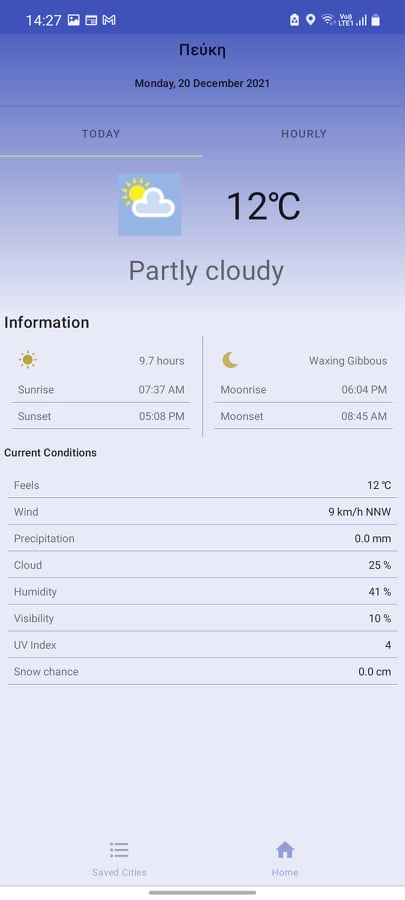 14:27
Vo))
LTE1
Πεύκη
Monday, 20 December 2021
TODAY
HOURLY
12°C
Partly cloudy
Information
9.7 hours
Sunrise 07:37 AM
Sunset 05:08 PM
Waxing Gibbous
Moonrise 06:04 PM
Moonset 08:45 AM
Current Conditions
Feels 12 °C
Wind 9 km/h NNW
Precipitation 0.0 mm
Cloud 25 %
Humidity 41 %
Visibility 10 %
UV Index 4
Snow chance 0.0 cm
Saved Cities
Home